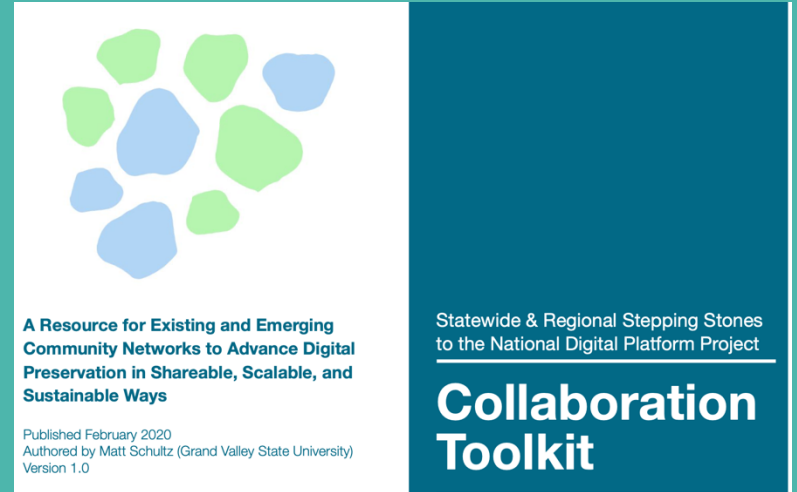 A Resource for Existing and Emerging
Community Networks to Advance Digital
Preservation in Shareable, Scalable, and
Sustainable Ways
Published February 2020
Authored by Matt Schultz (Grand Valley State University)
Version 1.0
Statewide & Regional Stepping Stones
to the National Digital Platform Project
Collaboration
Toolkit